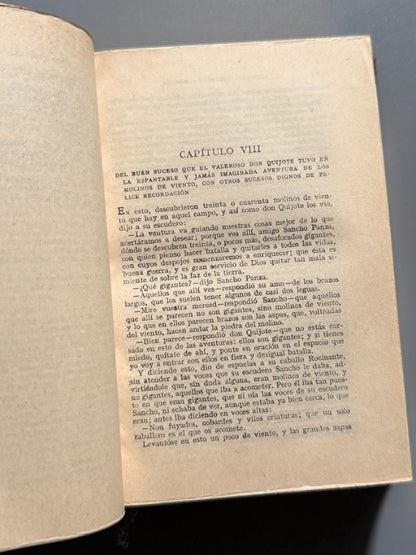 CAPÍTULO VIII
DEL BUEN SUCESO QUE EL VALEROSO DON QUIJOTE TUVO EN
LA ESPANTABLE Y JAMÁS IMAGINADA AVENTURA DE LOS
MOLINOS DE VIENTO, CON OTROS SUCESOS DIGNOS DE FE-
LICE RECORDACIÓN
EN esto, descubrieron treinta o cuarenta molinos de vien-
to que hay en aquel campo, y así como don Quijote los vio,
dijo a su escudero:
—La ventura va guiando nuestras cosas mejor de lo que
acertáramos a desear; porque ves allí, amigo Sancho Panza,
dónde se descubren treinta, o pocos más, desaforados gigantes,
con quien pienso hacer batalla y quitarles a todos las vidas,
con cuyos despojos comenzaremos a enriquecer; que ésta es
buena guerra, y es gran servicio de Dios quitar tan mala si-
miente de sobre la faz de la tierra.
—¿Qué gigantes? —dijo Sancho Panza.
—Aquellos que allí ves—respondió su amo—de los brazos
largos, que los suelen tener algunos de casi dos leguas.
—Mire vuestra merced—respondió Sancho—que aquellos
que allí se parecen no son gigantes, sino molinos de viento,
y lo que en ellos parecen brazos son las aspas, que, volteadas
del viento, hacen andar la piedra del molino.
—Bien parece—respondió don Quijote—que no estás cur-
sado en esto de las aventuras: ellos son gigantes; y si tienes
miedo, quítate de ahí, y ponte en oración en el espacio que
yo voy a entrar con ellos en fiera y desigual batalla.
Y diciendo esto, dio de espuelas a su caballo Rocinante,
sin atender a las voces que su escudero Sancho le daba, ad-
virtiéndole que, sin duda alguna, eran molinos de viento, y
no gigantes, aquellos que iba a acometer. Pero él iba tan pues-
to en que eran gigantes, que ni oía las voces de su escudero
Sancho, ni echaba de ver, aunque estaba ya bien cerca, lo que
eran; antes iba diciendo en voces altas:
—Non fuyades, cobardes y viles criaturas; que un solo
caballero es el que os acomete.
Levantóse en esto un poco de viento, y las grandes aspas